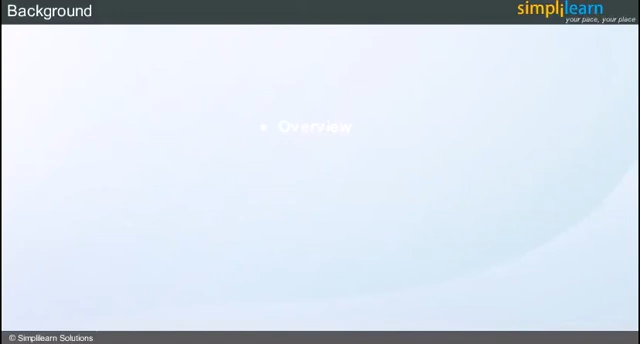 Background
simplilearn
your pace, your place
• Overview
© Simplilearn Solutions